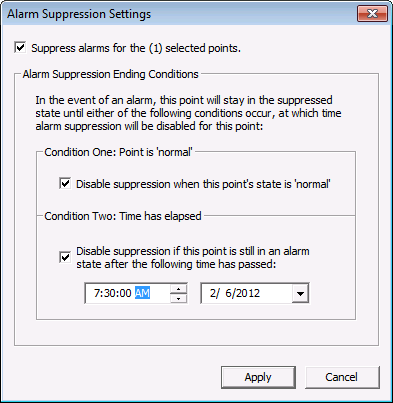 Alarm Suppression Settings
Suppress alarms for the (1) selected points.
Alarm Suppression Ending Conditions
In the event of an alarm, this point will stay in the suppressed
state until either of the following conditions occur, at which time
alarm suppression will be disabled for this point:
Condition One: Point is 'normal'
Disable suppression when this point's state is 'normal'
Condition Two: Time has elapsed
Disable suppression if this point is still in an alarm
state after the following time has passed:
7:30:00 AM 2/ 6/2012
Apply Cancel